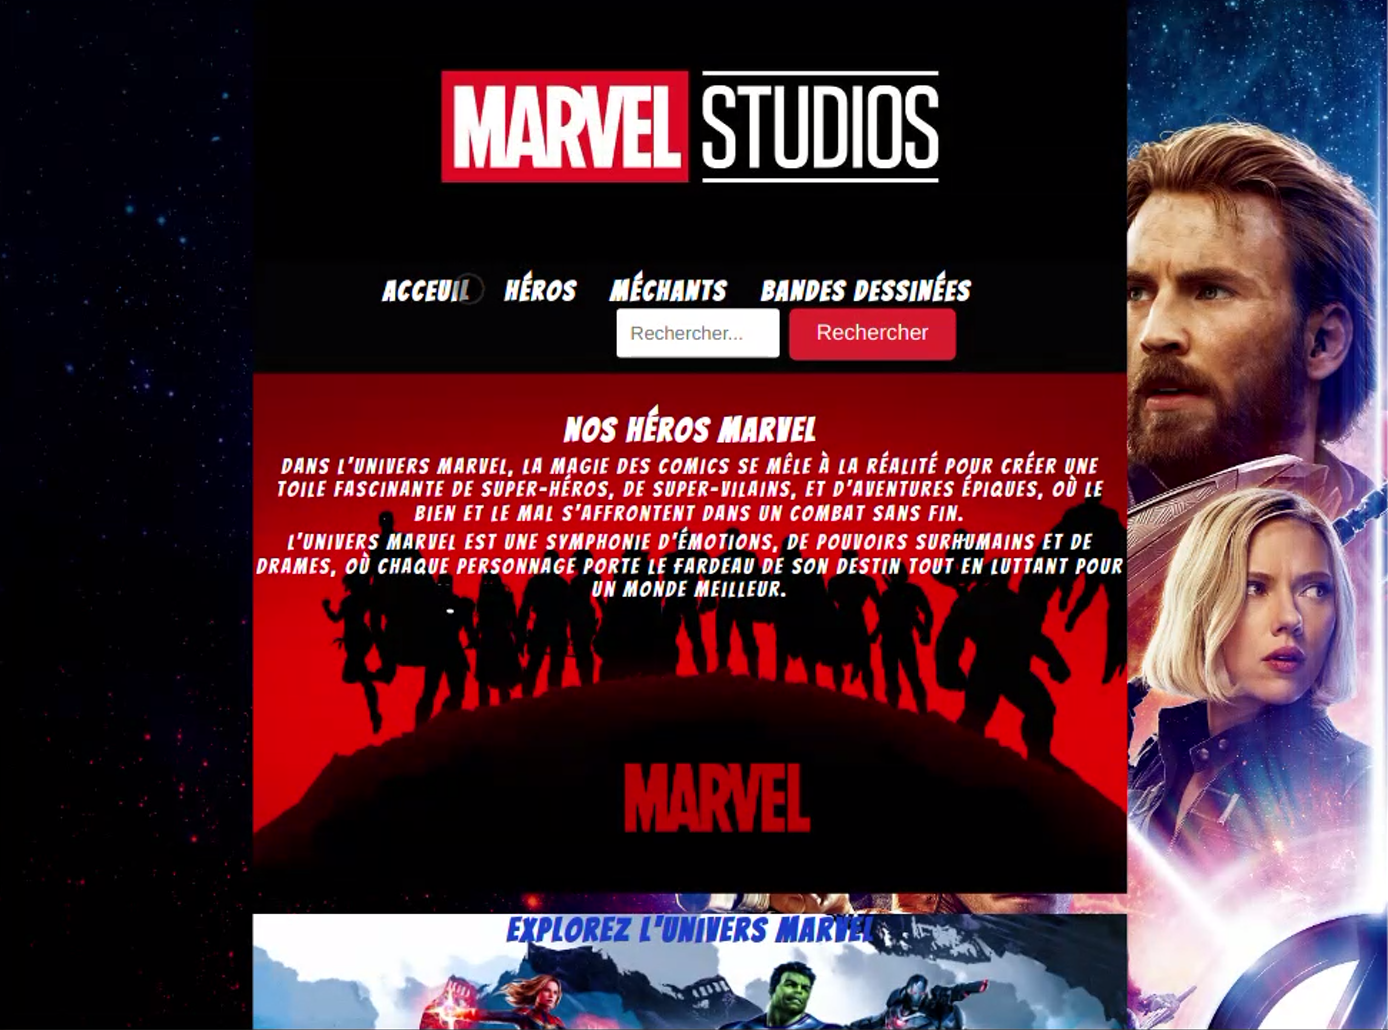 MARVEL STUDIOS
ACCEUIL HÉROS MÉCHANTS BANDES DESSINÉES
Rechercher... Rechercher
NOS HÉROS MARVEL
DANS L'UNIVERS MARVEL, LA MAGIE DES COMICS SE MÊLE À LA RÉALITÉ POUR CRÉER UNE
TOILE FASCINANTE DE SUPER-HÉROS, DE SUPER-VILAINS, ET D'AVENTURES ÉPIQUES, OÙ LE
BIEN ET LE MAL S'AFFRONTENT DANS UN COMBAT SANS FIN.
L'UNIVERS MARVEL EST UNE SYMPHONIE D'ÉMOTIONS, DE POUVOIRS SURHUMAINS ET DE
DRAMES, OÙ CHAQUE PERSONNAGE PORTE LE FARDEAU DE SON DESTIN TOUT EN LUTTANT POUR
UN MONDE MEILLEUR.
MARVEL
EXPLOREZ L'UNIVERS MARVEL